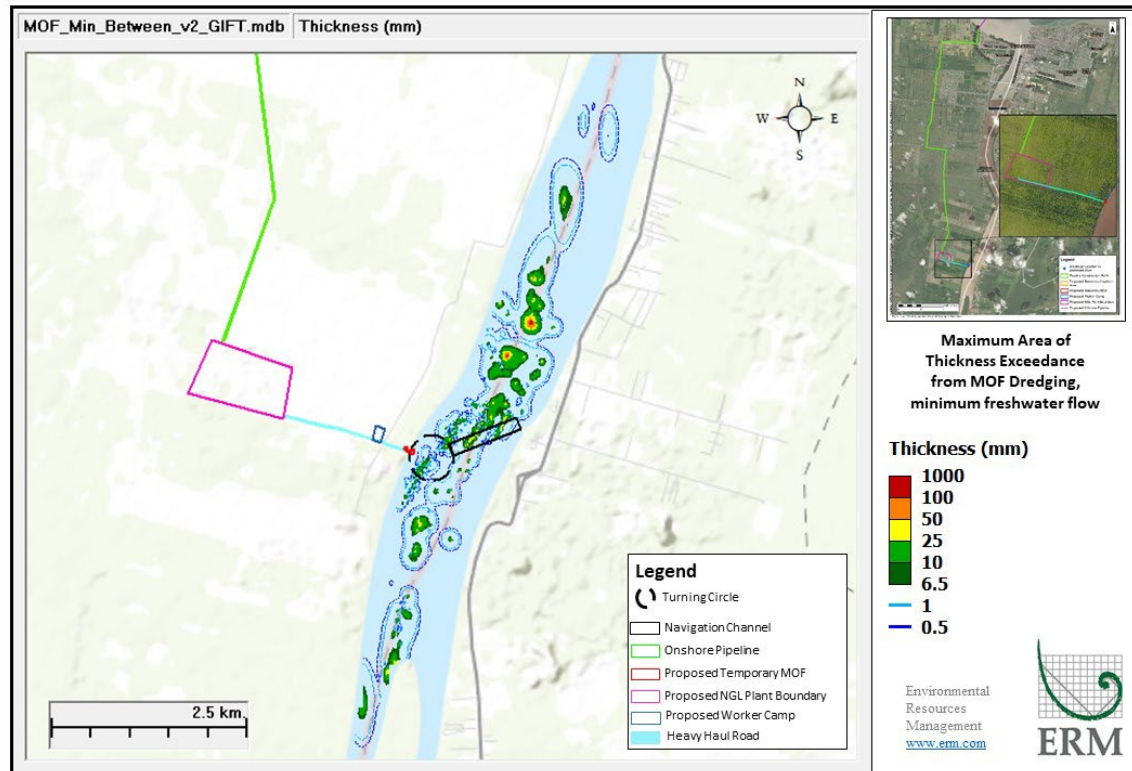 MOF_Min_Between_v2_GIFT.mdb
Thickness (mm)
N
W
E
S
2.5 km.
Legend
Turning Circle
Navigation Channel
Onshore Pipeline
Proposed Temporary MOF
Proposed NGL Plant Boundary
Proposed Worker Camp
Heavy Haul Road
Legend
Maximum Area of
Thickness Exceedance
from MOF Dredging,
minimum freshwater flow
Thickness (mm)
1000
100
50
25
10
6.5
1
0.5
Environmental
Resources
Management
www.erm.com
ERM